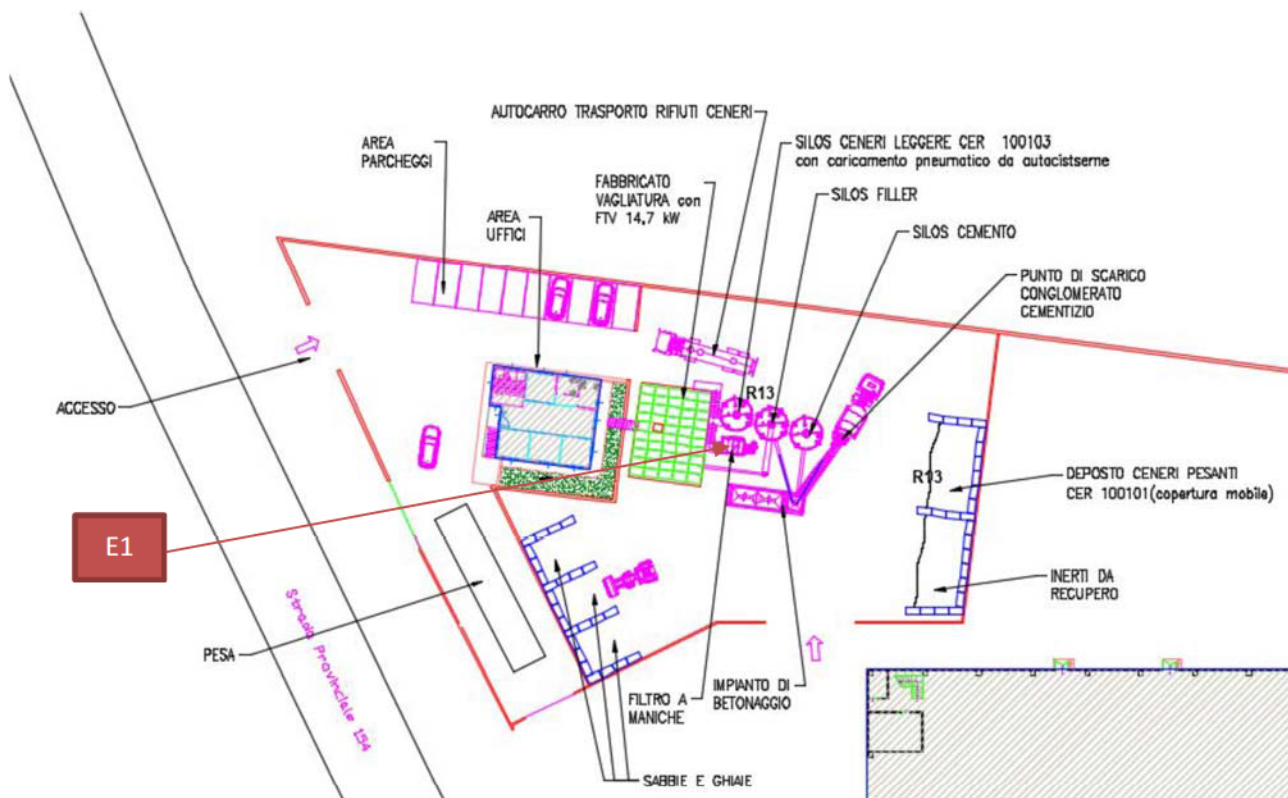 AUTOCARRO TRASPORTO RIFIUTI CENERI
AREA
PARCHEGGI
SILOS CENERI LEGGERE CER 100103
con caricamento pneumatico da autacistserne
FABBRICATO
VAGLIATURA con
FTV 14,7 kW
SILOS FILLER
AREA
UFFICI
SILOS CEMENTO
PUNTO DI SCARICO
CONGLOMERATO
CEMENTIZIO
R13
ACCESSO
R13
DEPOSTO CENERI PESANTI
CER 100101(copertura mobile)
E1
INERTI DA
RECUPERO
Strada Provinciale 154
PESA
FILTRO A
MANICHE
IMPIANTO DI
BETONAGGIO
SABBIE E GHIAIE